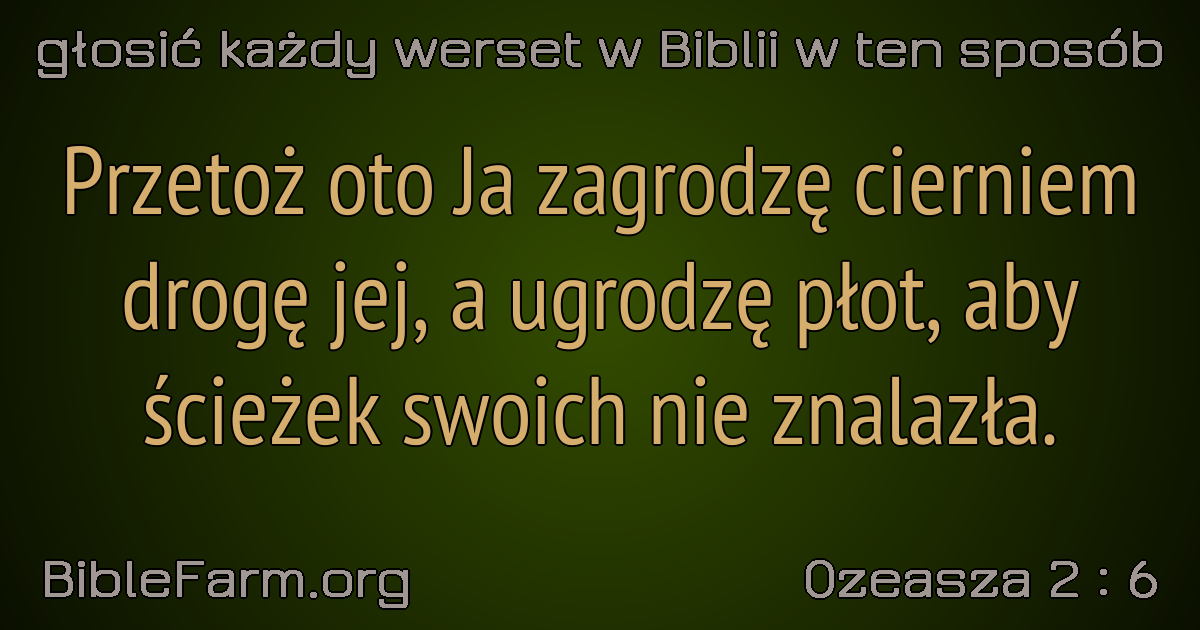 głosić każdy werset w Biblii w ten sposób
Przetoż oto Ja zagrodzę cierniem
drogę jej, a ugrodzę płot, aby
ścieżek swoich nie znalazła.
BibleFarm.org
Ozeasza 2 : 6